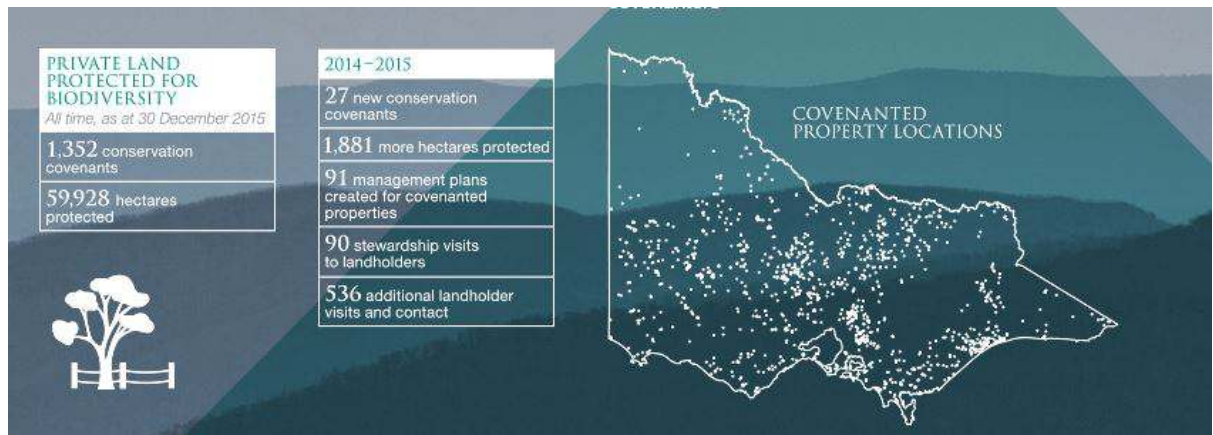 PRIVATE LAND
PROTECTED FOR
BIODIVERSITY
All time, as at 30 December 2015
1,352 conservation
covenants
59,928 hectares
protected
2014–2015
27 new conservation
covenants
1,881 more hectares protected
91 management plans
created for covenanted
properties
90 stewardship visits
to landholders
536 additional landholder
visits and contact
COVENANTED
PROPERTY LOCATIONS